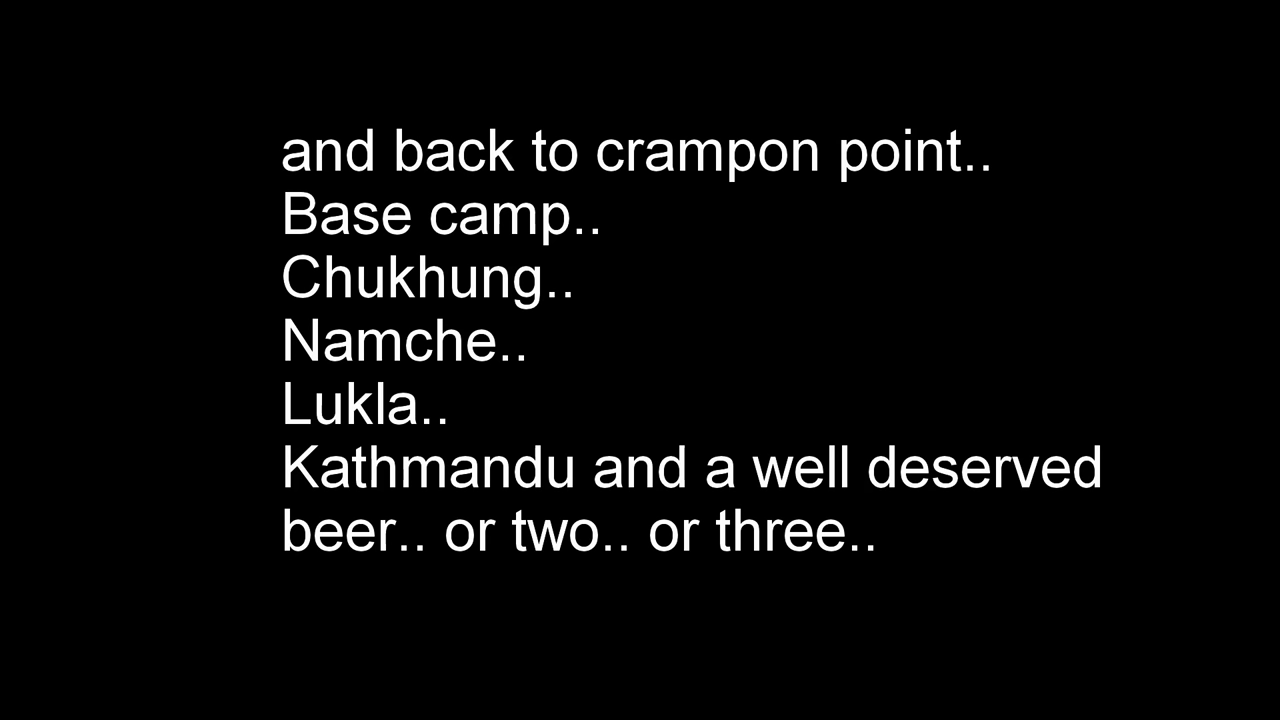 and back to crampon point..
Base camp..
Chukhung..
Namche..
Lukla..
Kathmandu and a well deserved
beer.. or two.. or three..